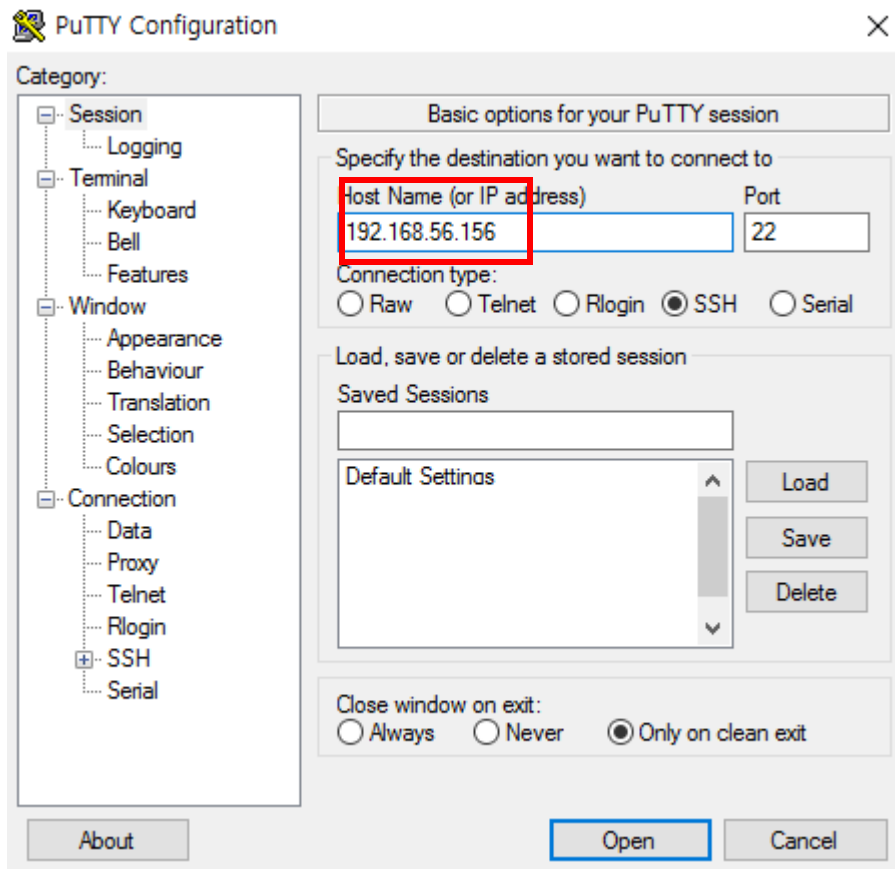 PuTTY Configuration
Category:
Session
Logging
Terminal
Keyboard
Bell
Features
Window
Appearance
Behaviour
Translation
Selection
Colours
Connection
Data
Proxy
Telnet
Rlogin
SSH
Serial
Basic options for your PuTTY session
Specify the destination you want to connect to
Host Name (or IP address) Port
192.168.56.156 22
Connection type:
Raw Telnet Rlogin SSH Serial
Load, save or delete a stored session
Saved Sessions
Default Settings
Load
Save
Delete
Close window on exit:
Always Never Only on clean exit
About Open Cancel